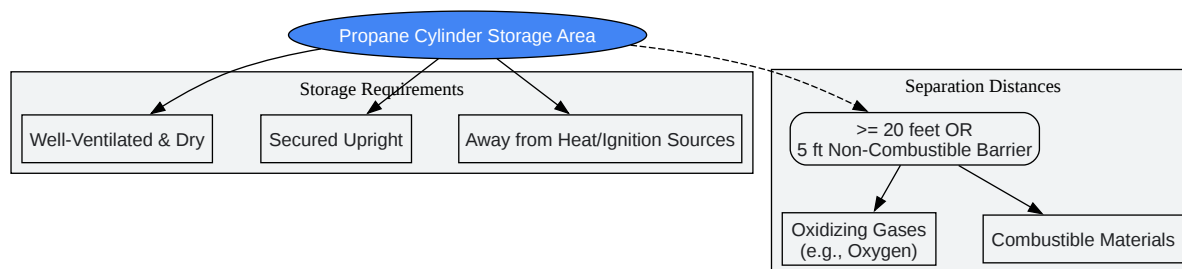 Propane Cylinder Storage Area
Storage Requirements
Separation Distances
Well-Ventilated & Dry
Secured Upright
Away from Heat/Ignition Sources
>= 20 feet OR
5 ft Non-Combustible Barrier
Oxidizing Gases
(e.g., Oxygen)
Combustible Materials